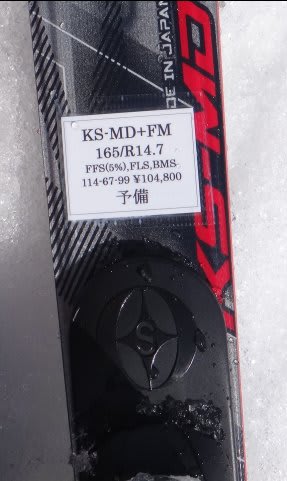 DE IN JAPAN
KS-MD
KS-MD+FM
165/R14.7
FFS(5%),FLS,BMS
114-67-99 ¥104,800
予備
S